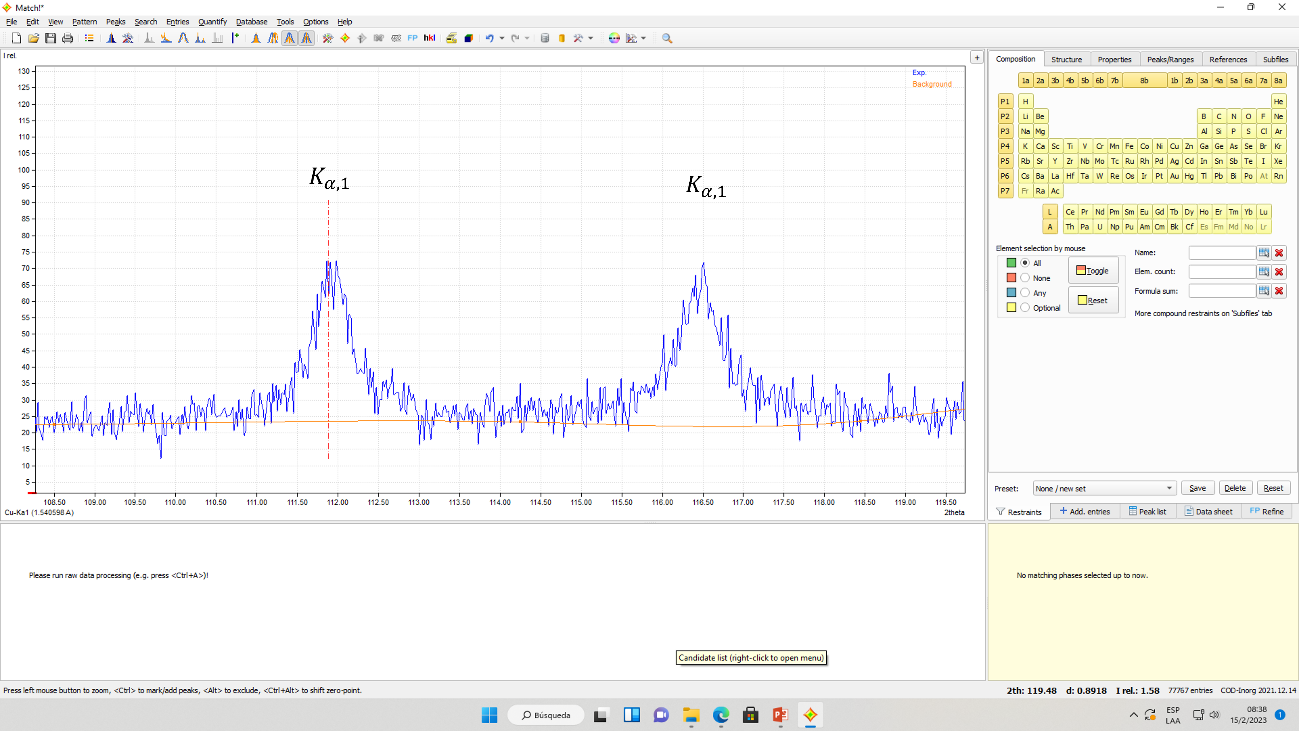 Match!*
File Edit View Pattern Peaks Search Entries Quantify Database Tools Options Help
FP hkl
I rel.
Exp.
Background
130
125
120
115
110
105
100
95
90
85
80
75
70
65
60
55
50
45
40
35
30
25
20
15
10
5
Kα,1
Kα,1
108.50 109.00 109.50 110.00 110.50 111.00 111.50 112.00 112.50 113.00 113.50 114.00 114.50 115.00 115.50 116.00 116.50 117.00 117.50 118.00 118.50 119.00 119.50
Cu-Ka1 (1.540598 A) 2theta
Composition Structure Properties Peaks/Ranges References Subfiles
1a 2a 3b 4b 5b 6b 7b 8b 1b 2b 3a 4a 5a 6a 7a 8a
P1 H He
P2 Li Be B C N O F Ne
P3 Na Mg Al Si P S Cl Ar
P4 K Ca Sc Ti V Cr Mn Fe Co Ni Cu Zn Ga Ge As Se Br Kr
P5 Rb Sr Y Zr Nb Mo Tc Ru Rh Pd Ag Cd In Sn Sb Te I Xe
P6 Cs Ba La Hf Ta W Re Os Ir Pt Au Hg Tl Pb Bi Po At Rn
P7 Fr Ra Ac
L Ce Pr Nd Pm Sm Eu Gd Tb Dy Ho Er Tm Yb Lu
A Th Pa U Np Pu Am Cm Bk Cf Es Fm Md No Lr
Element selection by mouse
All
None
Any
Optional
Toggle
Reset
Name:
Elem. count:
Formula sum:
More compound restraints on 'Subfiles' tab
Preset: None / new set Save Delete Reset
Restraints Add. entries Peak list Data sheet FP Refine
Please run raw data processing (e.g. press <Ctrl+A>)!
No matching phases selected up to now.
Candidate list (right-click to open menu)
Press left mouse button to zoom, <Ctrl> to mark/add peaks, <Alt> to exclude, <Ctrl+Alt> to shift zero-point.
2th: 119.48 d: 0.8918 I rel.: 1.58 77767 entries COD-Inorg 2021.12.14
Búsqueda
ESP
LAA
08:38
15/2/2023
1